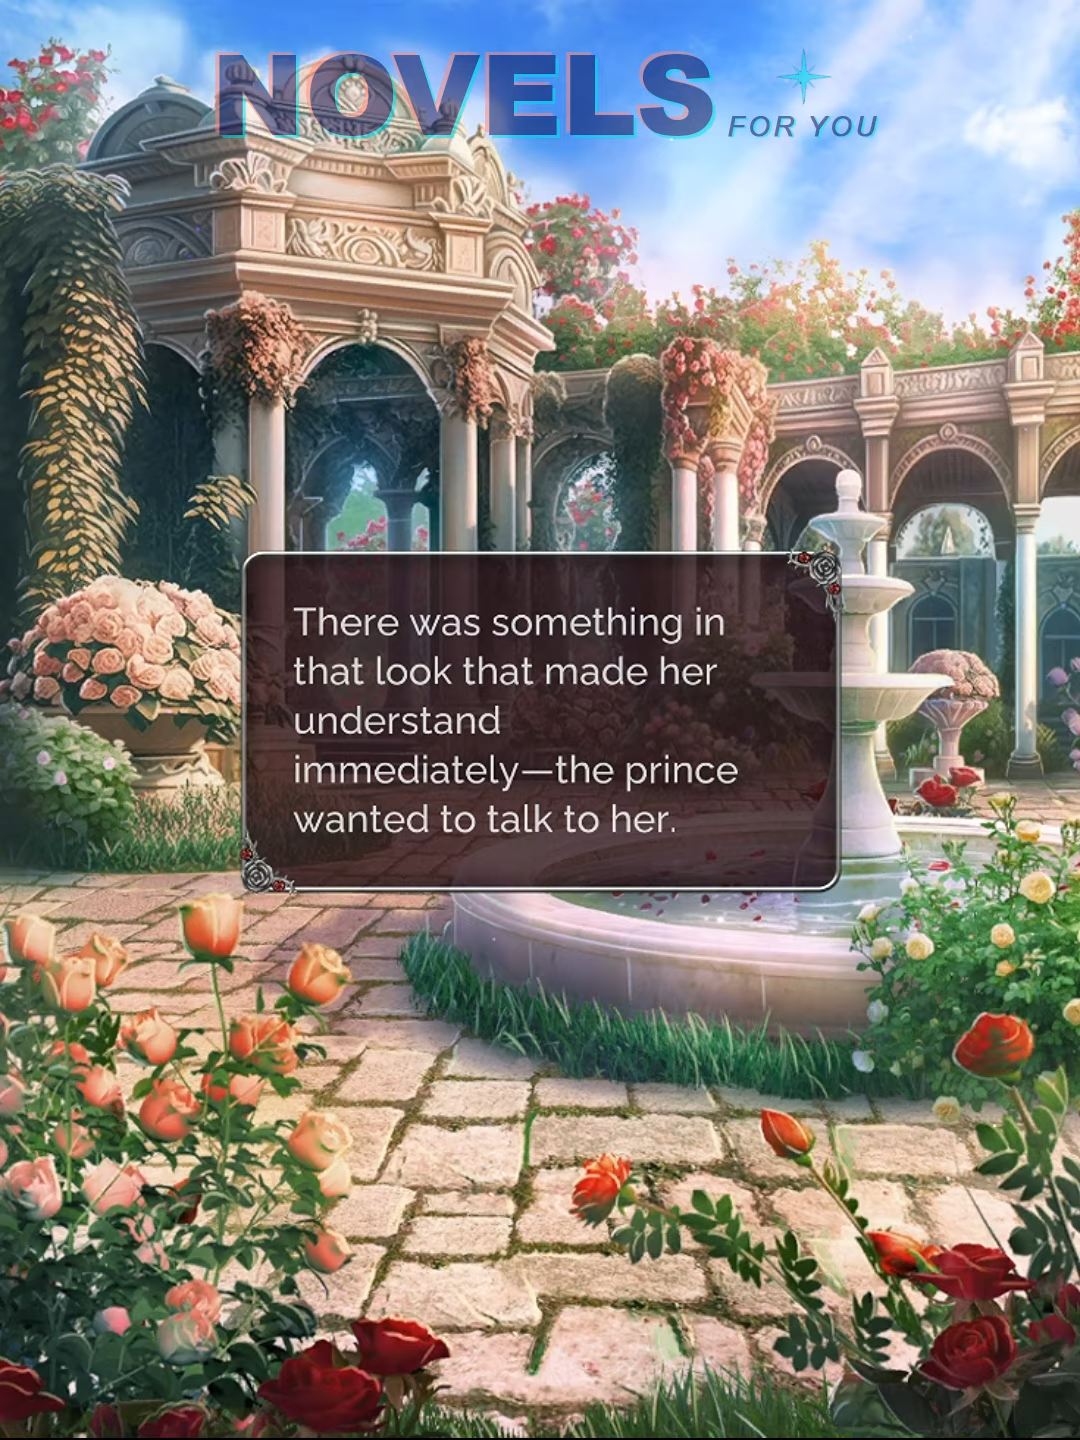 NOVELS
FOR YOU
There was something in
that look that made her
understand
immediately—the prince
wanted to talk to her.